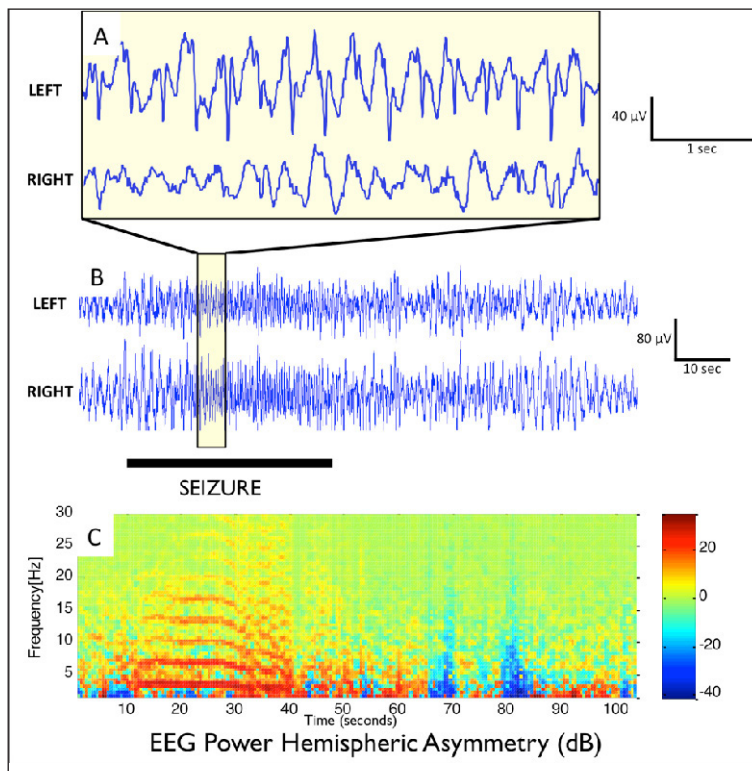 A
LEFT
RIGHT
40 µV
1 sec
B
LEFT
RIGHT
80 µV
10 sec
SEIZURE
C
Frequency[Hz]
30
25
20
15
10
5
10 20 30 40 50 60 70 80 90 100
Time (seconds)
20
0
-20
-40
EEG Power Hemispheric Asymmetry (dB)